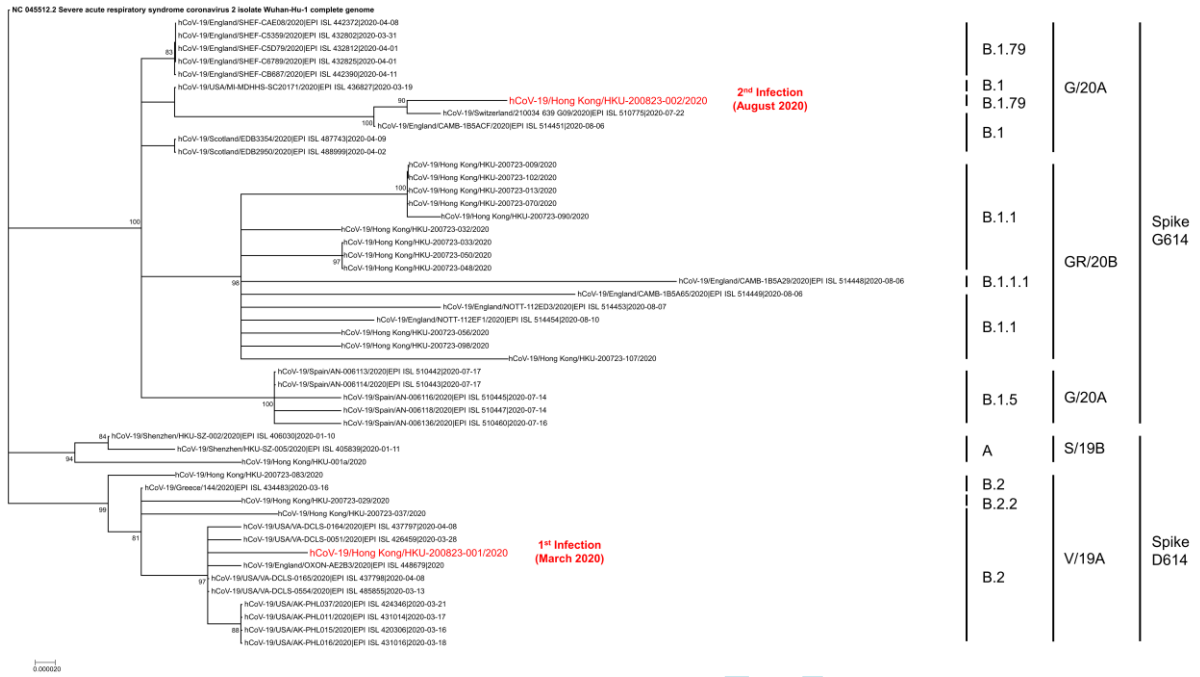 NC 045512.2 Severe acute respiratory syndrome coronavirus 2 isolate Wuhan-Hu-1 complete genome
hCoV-19/England/SHEF-CAE08/2020|EPI ISL 442372|2020-04-08
hCoV-19/England/SHEF-C5359/2020|EPI ISL 432802|2020-03-31
83
hCoV-19/England/SHEF-C5D79/2020|EPI ISL 432812|2020-04-01
hCoV-19/England/SHEF-C6789/2020|EPI ISL 432825|2020-04-01
hCoV-19/England/SHEF-CB687/2020|EPI ISL 442390|2020-04-11
hCoV-19/USA/MI-MDHHS-SC20171/2020|EPI ISL 436827|2020-03-19
90
hCoV-19/Hong Kong/HKU-200823-002/2020
2nd Infection
(August 2020)
hCoV-19/Switzerland/210034 639 G09/2020|EPI ISL 510775|2020-07-22
100
hCoV-19/England/CAMB-1B5ACF/2020|EPI ISL 514451|2020-08-06
hCoV-19/Scotland/EDB3354/2020|EPI ISL 487743|2020-04-09
hCoV-19/Scotland/EDB2950/2020|EPI ISL 488999|2020-04-02
hCoV-19/Hong Kong/HKU-200723-009/2020
hCoV-19/Hong Kong/HKU-200723-102/2020
100
hCoV-19/Hong Kong/HKU-200723-013/2020
hCoV-19/Hong Kong/HKU-200723-070/2020
hCoV-19/Hong Kong/HKU-200723-090/2020
100
hCoV-19/Hong Kong/HKU-200723-032/2020
hCoV-19/Hong Kong/HKU-200723-033/2020
hCoV-19/Hong Kong/HKU-200723-050/2020
97
hCoV-19/Hong Kong/HKU-200723-048/2020
98
hCoV-19/England/CAMB-1B5A29/2020|EPI ISL 514448|2020-08-06
hCoV-19/England/CAMB-1B5A65/2020|EPI ISL 514449|2020-08-06
hCoV-19/England/NOTT-112ED3/2020|EPI ISL 514453|2020-08-07
hCoV-19/England/NOTT-112EF1/2020|EPI ISL 514454|2020-08-10
hCoV-19/Hong Kong/HKU-200723-056/2020
hCoV-19/Hong Kong/HKU-200723-098/2020
hCoV-19/Hong Kong/HKU-200723-107/2020
hCoV-19/Spain/AN-006113/2020|EPI ISL 510442|2020-07-17
hCoV-19/Spain/AN-006114/2020|EPI ISL 510443|2020-07-17
hCoV-19/Spain/AN-006116/2020|EPI ISL 510445|2020-07-14
100
hCoV-19/Spain/AN-006118/2020|EPI ISL 510447|2020-07-14
hCoV-19/Spain/AN-006136/2020|EPI ISL 510460|2020-07-16
84
hCoV-19/Shenzhen/HKU-SZ-002/2020|EPI ISL 406030|2020-01-10
hCoV-19/Shenzhen/HKU-SZ-005/2020|EPI ISL 405839|2020-01-11
94
hCoV-19/Hong Kong/HKU-001a/2020
hCoV-19/Hong Kong/HKU-200723-083/2020
hCoV-19/Greece/144/2020|EPI ISL 434483|2020-03-16
99
hCoV-19/Hong Kong/HKU-200723-029/2020
hCoV-19/Hong Kong/HKU-200723-037/2020
81
hCoV-19/USA/VA-DCLS-0164/2020|EPI ISL 437797|2020-04-08
hCoV-19/USA/VA-DCLS-0051/2020|EPI ISL 426459|2020-03-28
hCoV-19/Hong Kong/HKU-200823-001/2020
1st Infection
(March 2020)
hCoV-19/England/OXON-AE2B3/2020|EPI ISL 448679|2020
97
hCoV-19/USA/VA-DCLS-0165/2020|EPI ISL 437798|2020-04-08
hCoV-19/USA/VA-DCLS-0554/2020|EPI ISL 485855|2020-03-13
hCoV-19/USA/AK-PHL037/2020|EPI ISL 424346|2020-03-21
hCoV-19/USA/AK-PHL011/2020|EPI ISL 431014|2020-03-17
88
hCoV-19/USA/AK-PHL015/2020|EPI ISL 420306|2020-03-16
hCoV-19/USA/AK-PHL016/2020|EPI ISL 431016|2020-03-18
0.000020
B.1.79
B.1
B.1.79
B.1
B.1.1
B.1.1.1
B.1.1
B.1.5
A
B.2
B.2.2
B.2
G/20A
GR/20B
G/20A
S/19B
V/19A
Spike
G614
Spike
D614